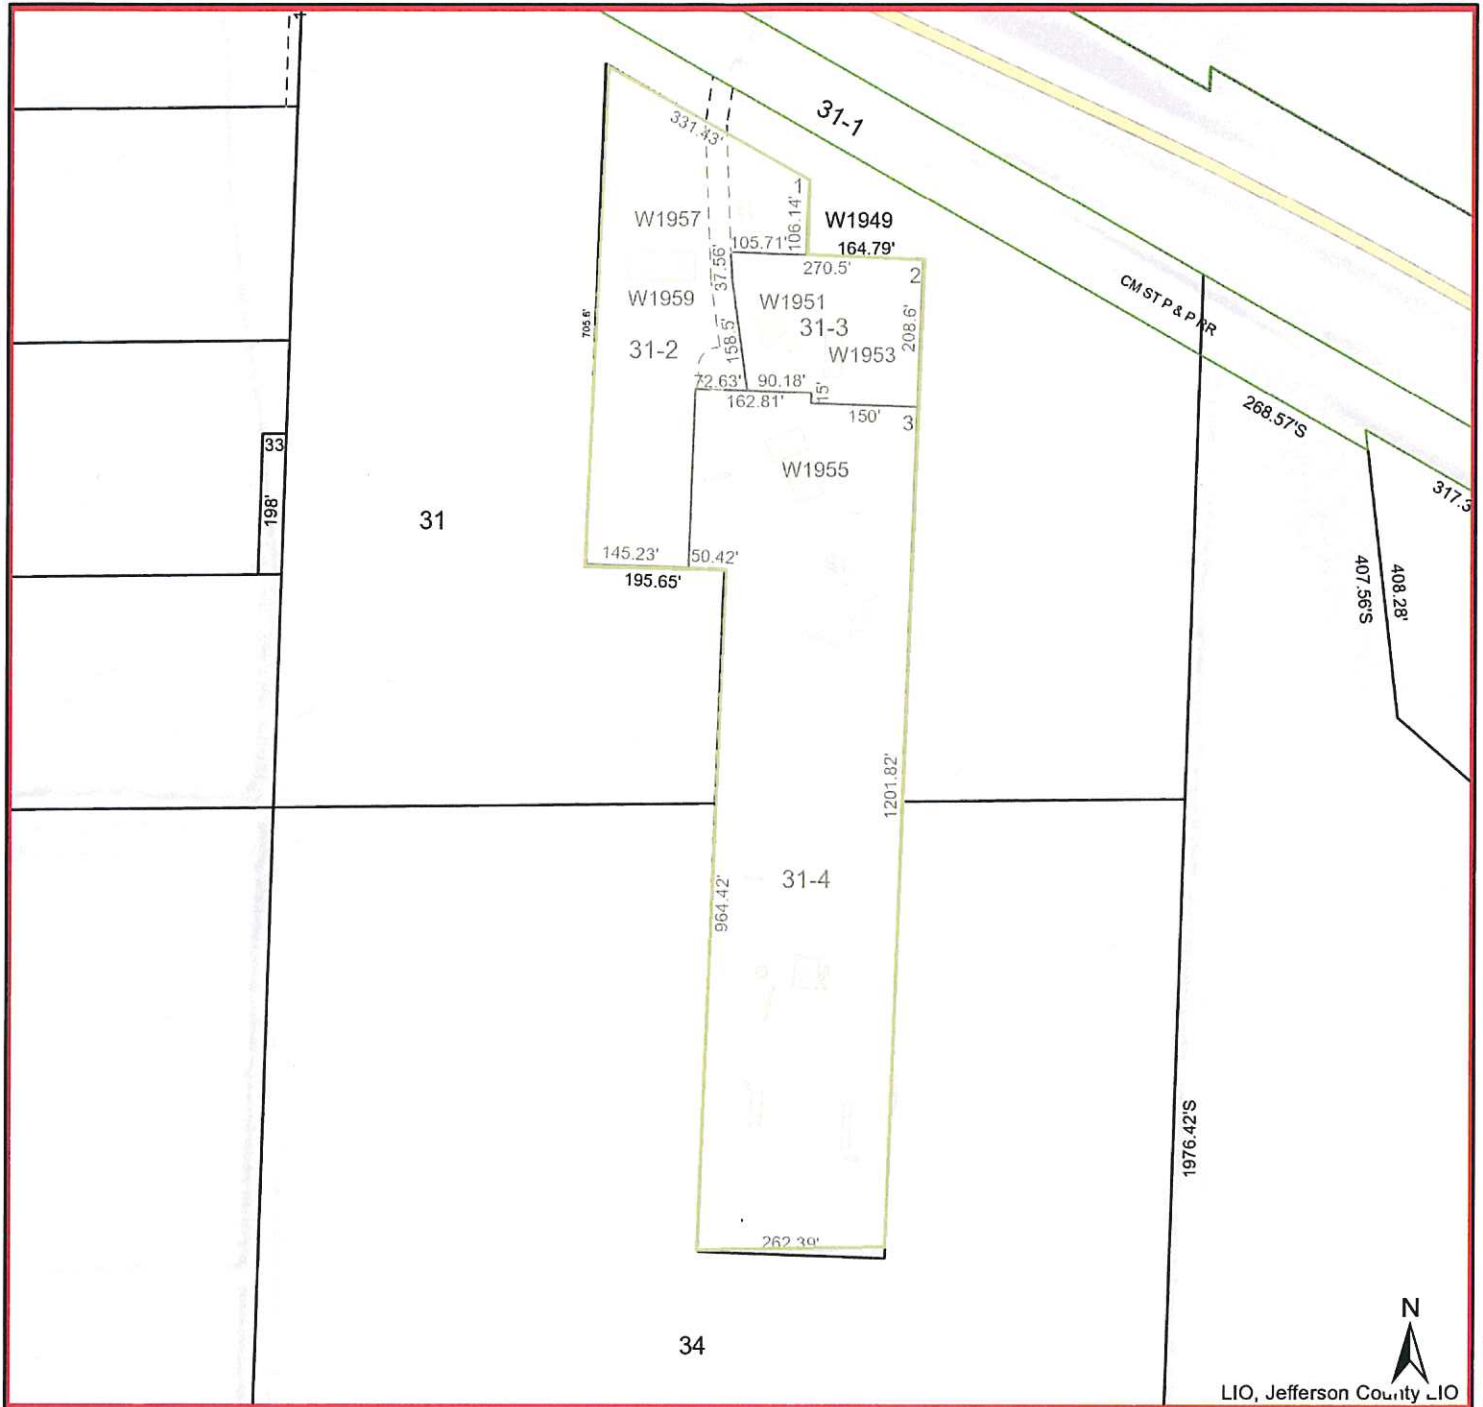 31-1
331.43'
1
106.14'
W1957
W1949
105.71'
164.79'
270.5'
2
37.56'
W1959
W1951
CM ST P & P RR
705.6'
31-3
208.6'
158.5'
31-2
W1953
72.63'
90.18'
15'
162.81'
150'
3
268.57'S
33
W1955
198'
317.3
31
145.23'
50.42'
195.65'
407.56'S
408.28'
1201.82'
31-4
964.42'
1976.42'S
262.39'
34
N
LIO, Jefferson County LIO